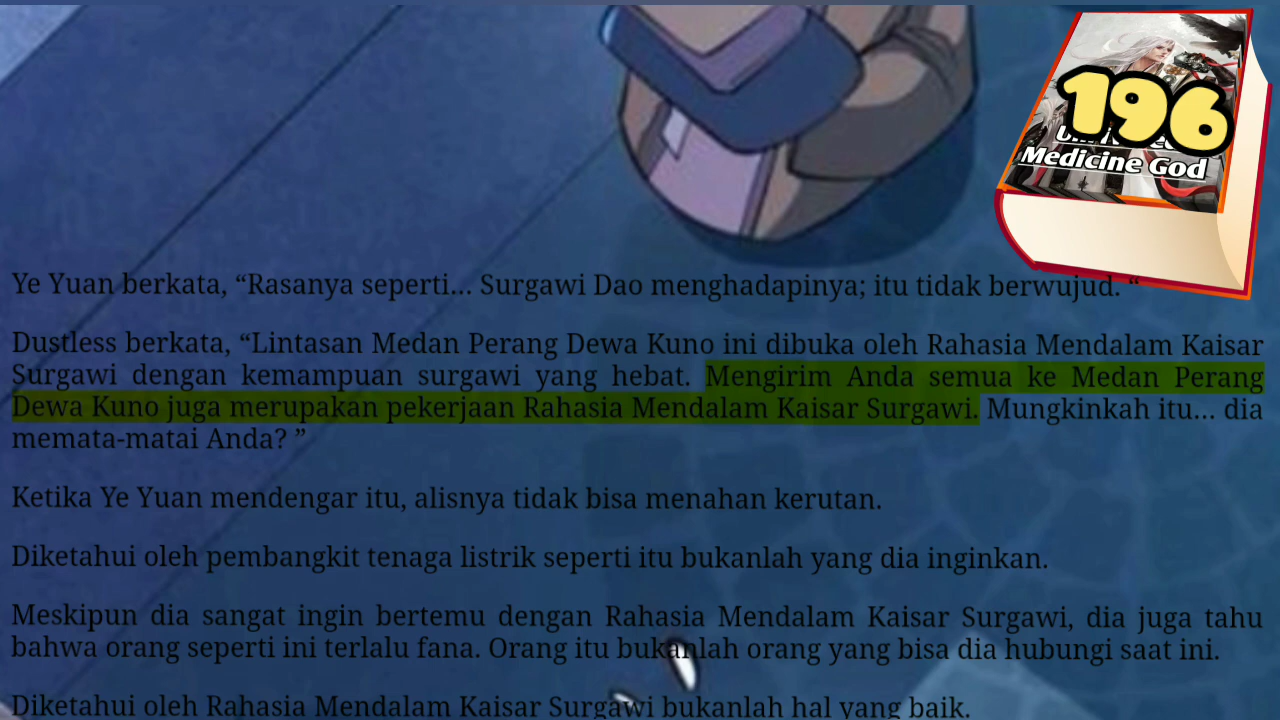 196
Medicine God
Ye Yuan berkata, “Rasanya seperti... Surgawi Dao menghadapinya; itu tidak berwujud. “
Dustless berkata, “Lintasan Medan Perang Dewa Kuno ini dibuka oleh Rahasia Mendalam Kaisar
Surgawi dengan kemampuan surgawi yang hebat. Mengirim Anda semua ke Medan Perang
Dewa Kuno juga merupakan pekerjaan Rahasia Mendalam Kaisar Surgawi. Mungkinkah itu... dia
memata-matai Anda? ”
Ketika Ye Yuan mendengar itu, alisnya tidak bisa menahan kerutan.
Diketahui oleh pembangkit tenaga listrik seperti itu bukanlah yang dia inginkan.
Meskipun dia sangat ingin bertemu dengan Rahasia Mendalam Kaisar Surgawi, dia juga tahu
bahwa orang seperti ini terlalu fana. Orang itu bukanlah orang yang bisa dia hubungi saat ini.
Diketahui oleh Rahasia Mendalam Kaisar Surgawi bukanlah hal yang baik.